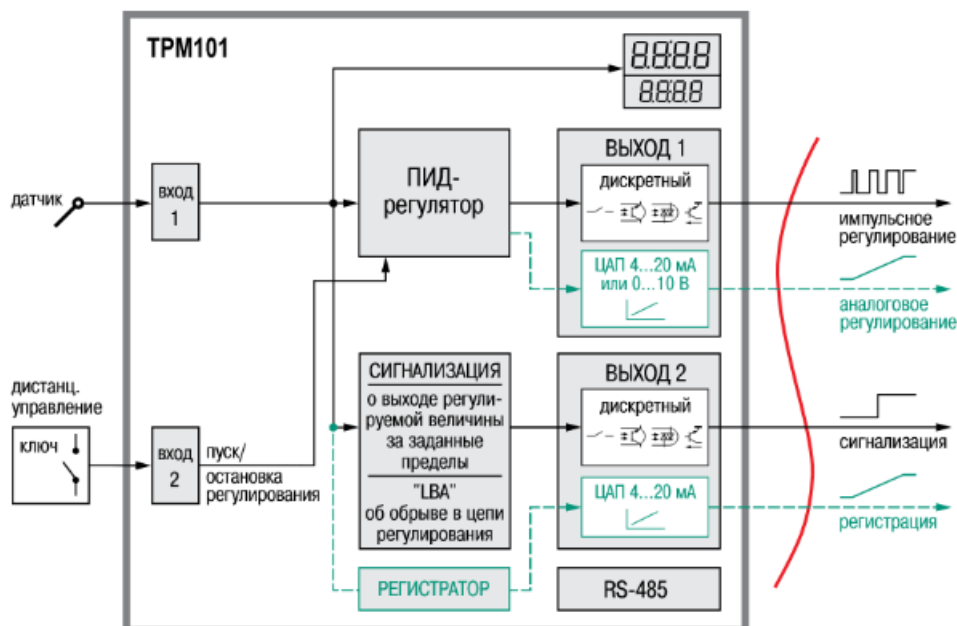 ТРМ101
8.8.8.8
8.8.8.8
датчик
вход
1
ПИД-
регулятор
ВЫХОД 1
дискретный
ЦАП 4...20 мА
или 0...10 В
импульсное
регулирование
аналоговое
регулирование
дистанц.
управление
ключ
вход
2
пуск/
остановка
регулирования
СИГНАЛИЗАЦИЯ
о выходе регули-
руемой величины
за заданные
пределы
"LBA"
об обрыве в цепи
регулирования
ВЫХОД 2
дискретный
ЦАП 4...20 мА
сигнализация
регистрация
РЕГИСТРАТОР
RS-485